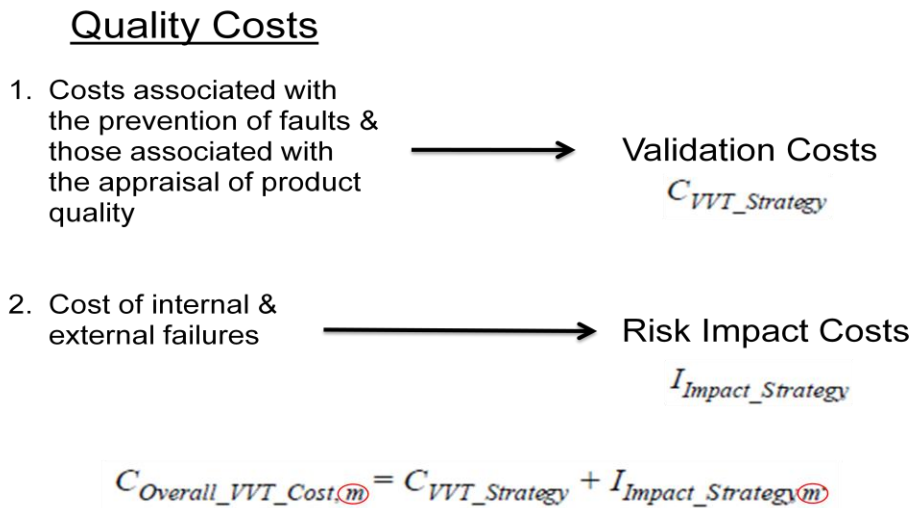 Quality Costs
1. Costs associated with
the prevention of faults &
those associated with
the appraisal of product
quality
Validation Costs
C_VVT_Strategy
2. Cost of internal &
external failures
Risk Impact Costs
I_Impact_Strategy
C_Overall_VVT_Cost,m = C_VVT_Strategy + I_Impact_Strategy,m